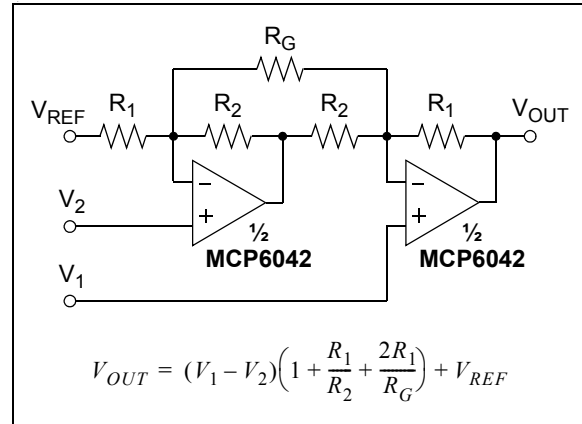 R_G
V_REF R_1 R_2 R_2 R_1 V_OUT
V_2
− +
− +
½ ½
MCP6042 MCP6042
V_1
V_OUT = (V_1 – V_2)(1 + R_1/R_2 + 2R_1/R_G) + V_REF